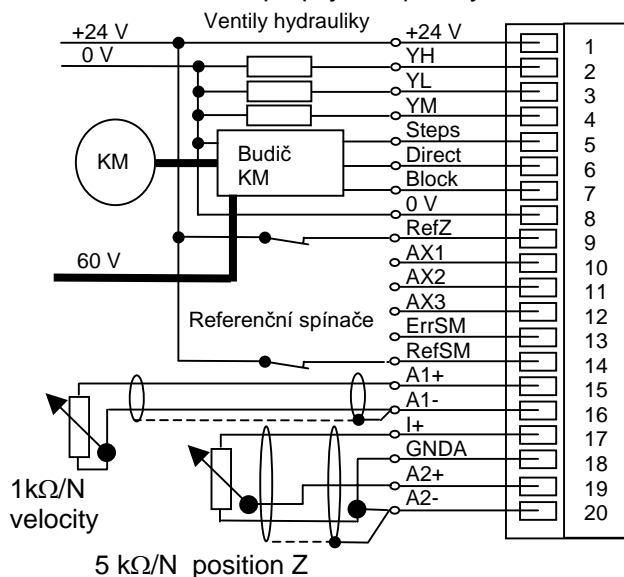 Ventily hydrauliky
+24 V +24 V 1
0 V YH 2
YL 3
YM 4
Steps 5
KM Budič Direct 6
KM Block 7
0 V 8
RefZ 9
60 V AX1 10
AX2 11
AX3 12
Referenční spínače ErrSM 13
RefSM 14
A1+ 15
A1- 16
I+ 17
GNDA 18
1kΩ/N A2+ 19
velocity A2- 20
5 kΩ/N position Z